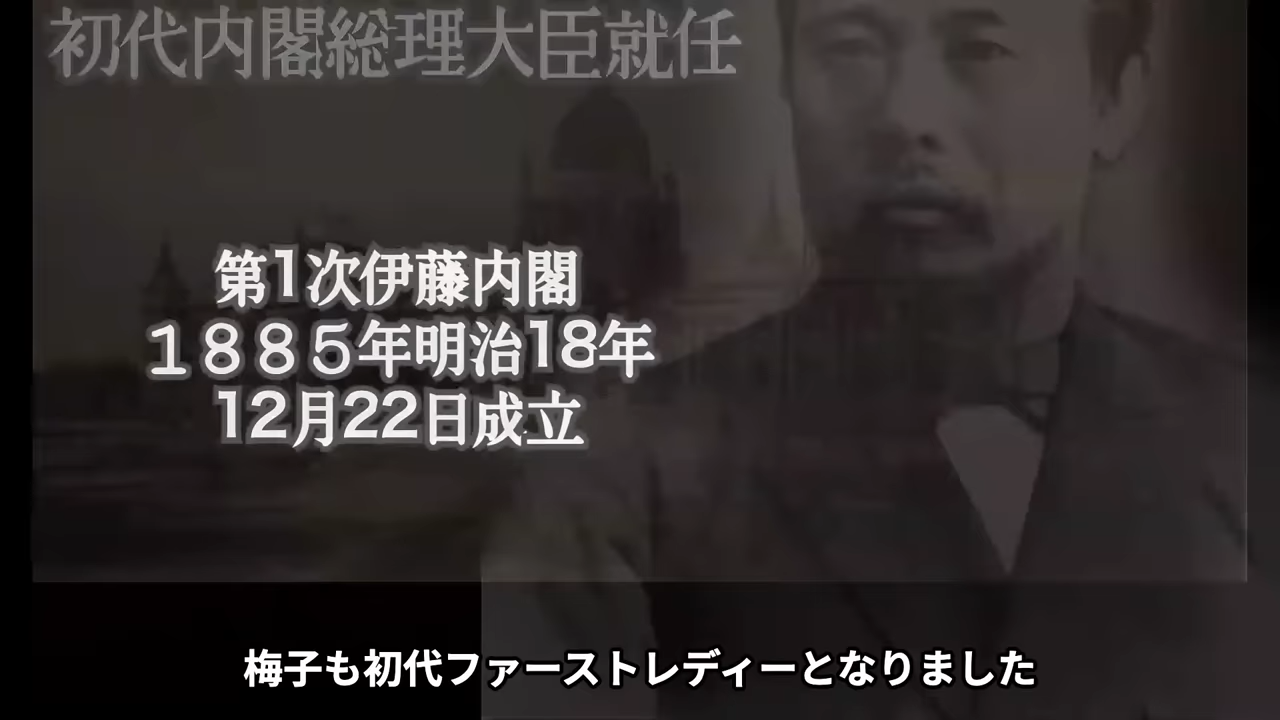 初代内閣総理大臣就任
第1次伊藤内閣
１８８５年明治18年
12月22日成立
梅子も初代ファーストレディーとなりました